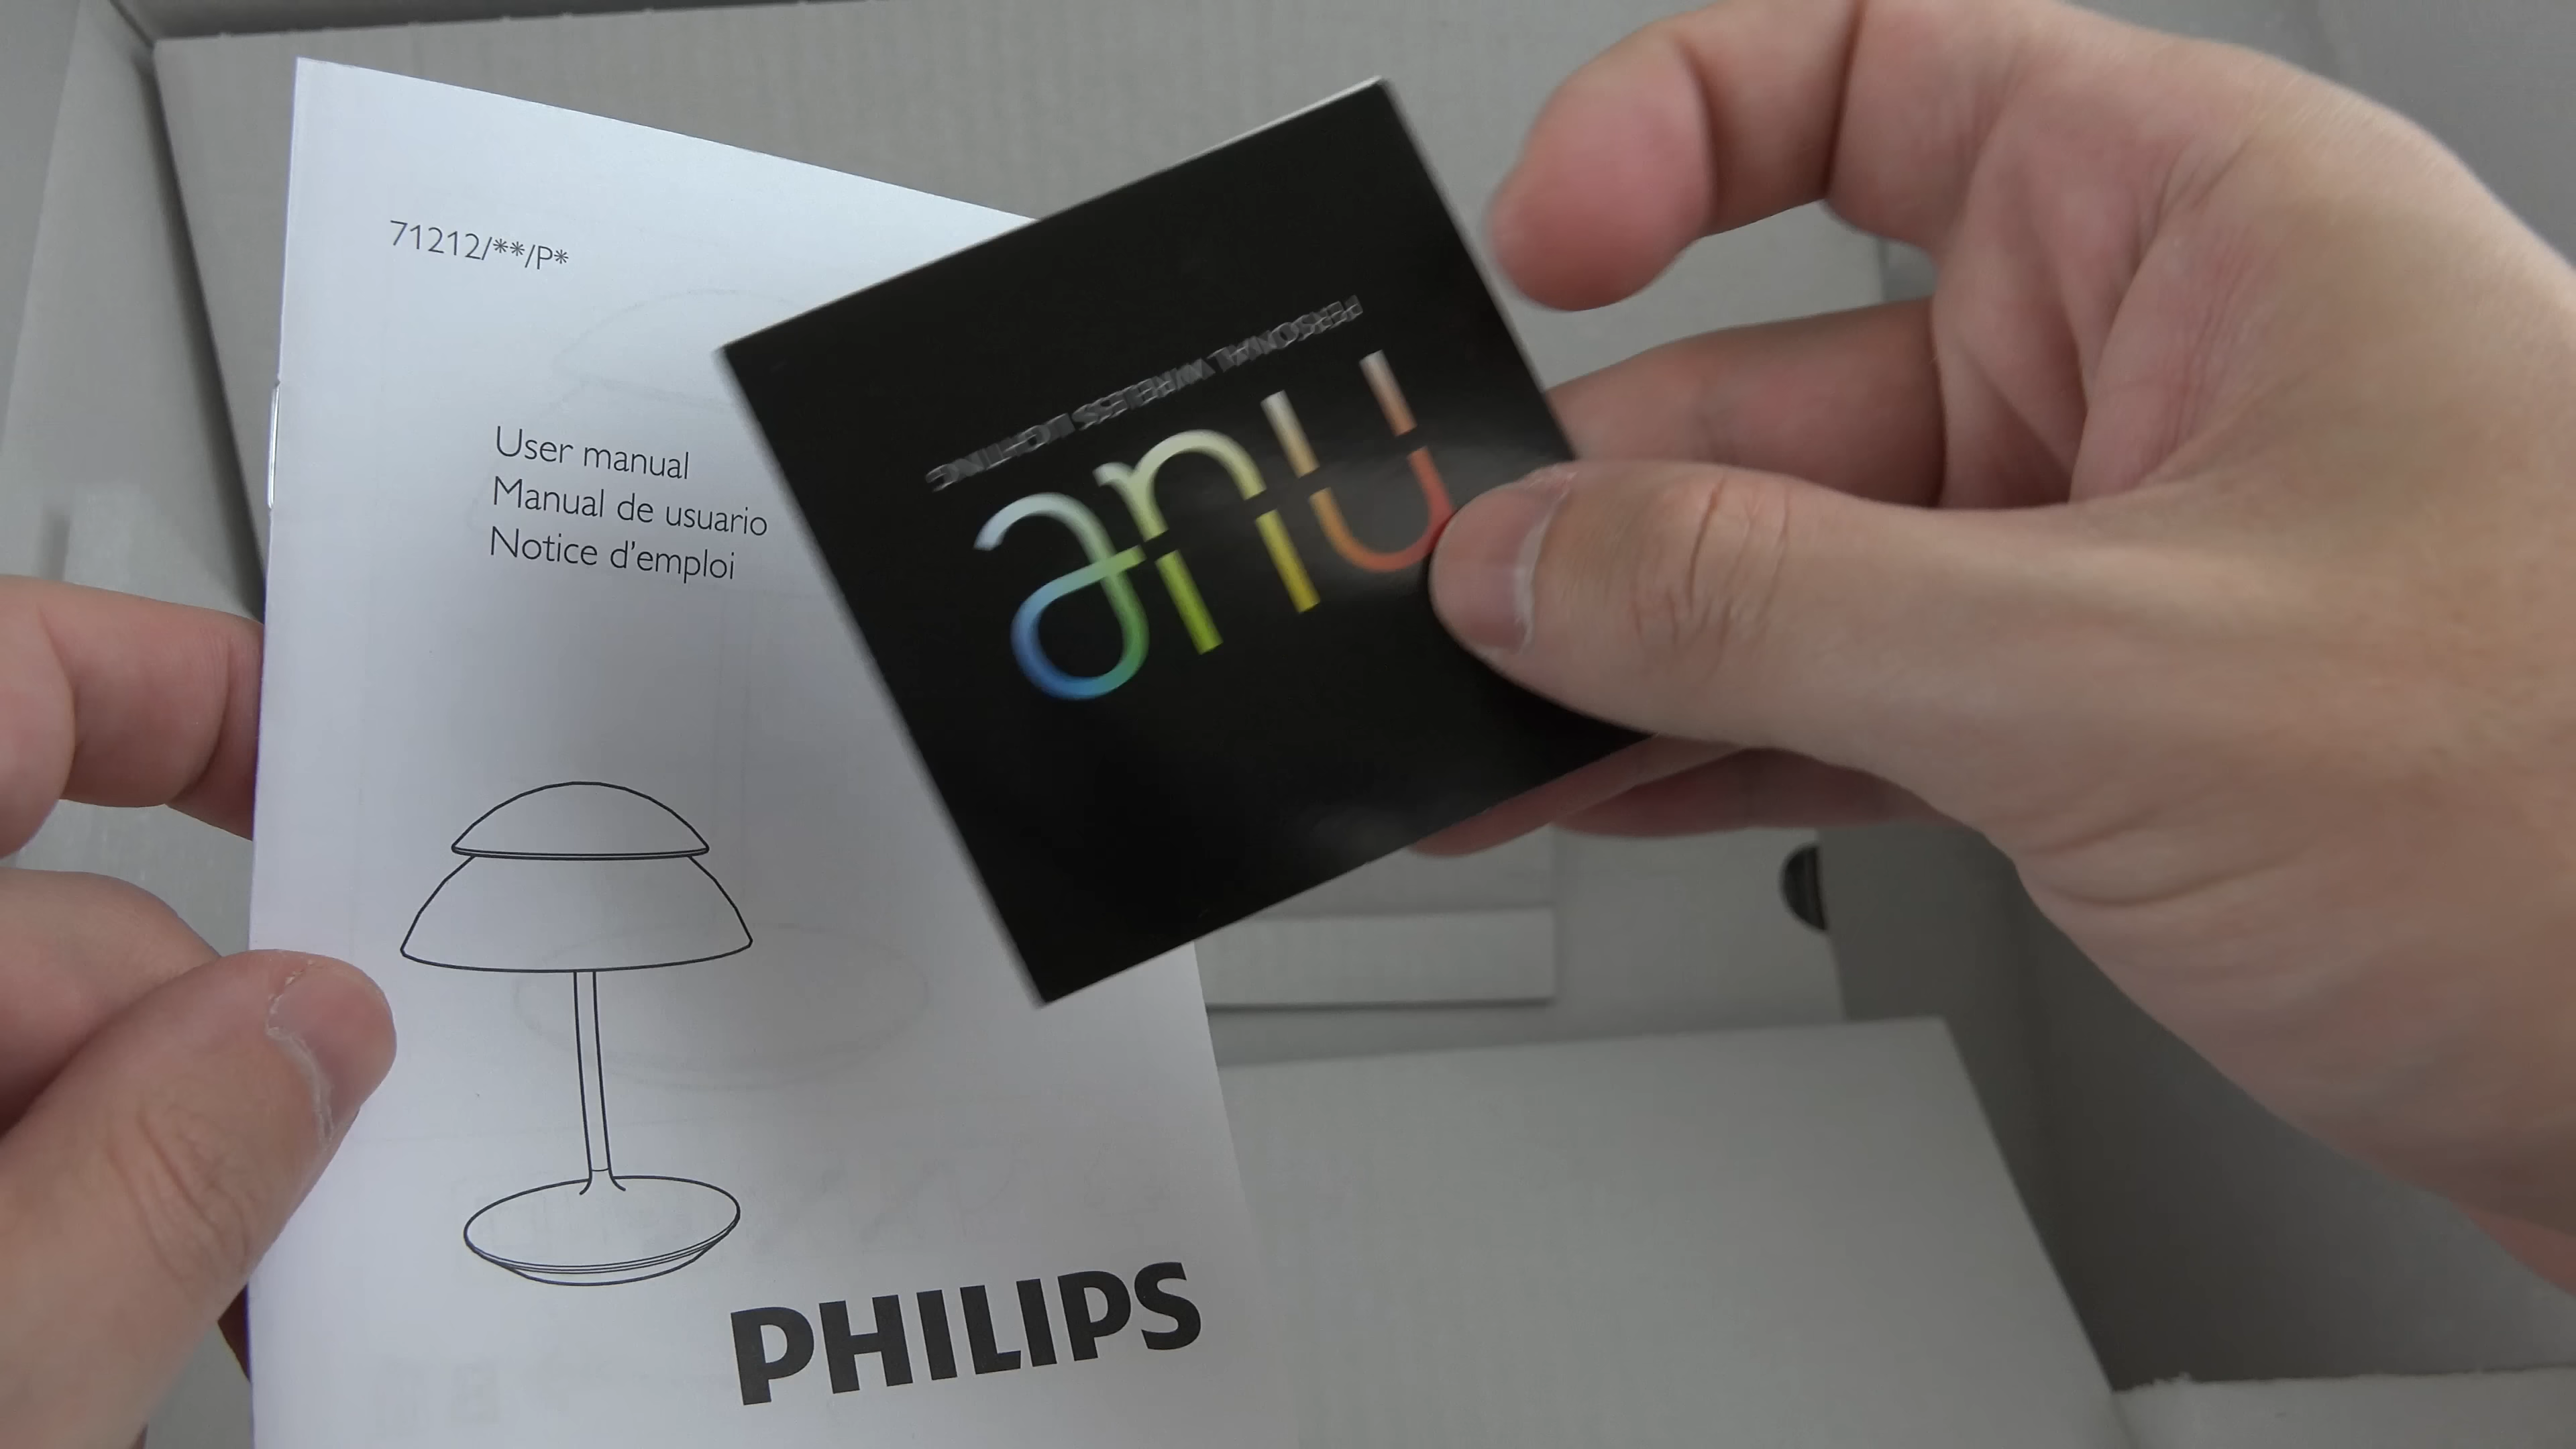 71212/**/P*
User manual
Manual de usuario
Notice d'emploi
PHILIPS
hue
PERSONAL WIRELESS LIGHTING